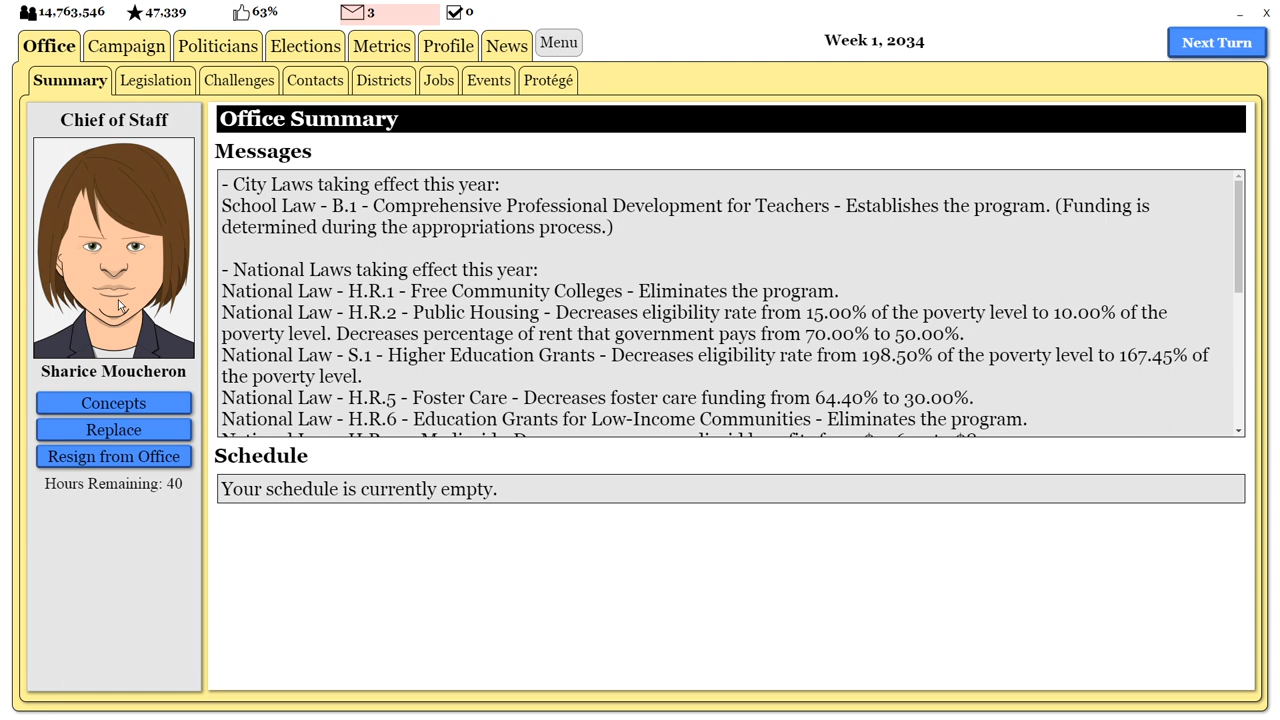 14,763,546 47,339 63% 3 0 _ X
Office Campaign Politicians Elections Metrics Profile News Menu Week 1, 2034 Next Turn
Summary Legislation Challenges Contacts Districts Jobs Events Protégé
Chief of Staff
Sharice Moucheron
Concepts
Replace
Resign from Office
Hours Remaining: 40
Office Summary
Messages
- City Laws taking effect this year:
School Law - B.1 - Comprehensive Professional Development for Teachers - Establishes the program. (Funding is
determined during the appropriations process.)
- National Laws taking effect this year:
National Law - H.R.1 - Free Community Colleges - Eliminates the program.
National Law - H.R.2 - Public Housing - Decreases eligibility rate from 15.00% of the poverty level to 10.00% of the
poverty level. Decreases percentage of rent that government pays from 70.00% to 50.00%.
National Law - S.1 - Higher Education Grants - Decreases eligibility rate from 198.50% of the poverty level to 167.45% of
the poverty level.
National Law - H.R.5 - Foster Care - Decreases foster care funding from 64.40% to 30.00%.
National Law - H.R.6 - Education Grants for Low-Income Communities - Eliminates the program.
Schedule
Your schedule is currently empty.